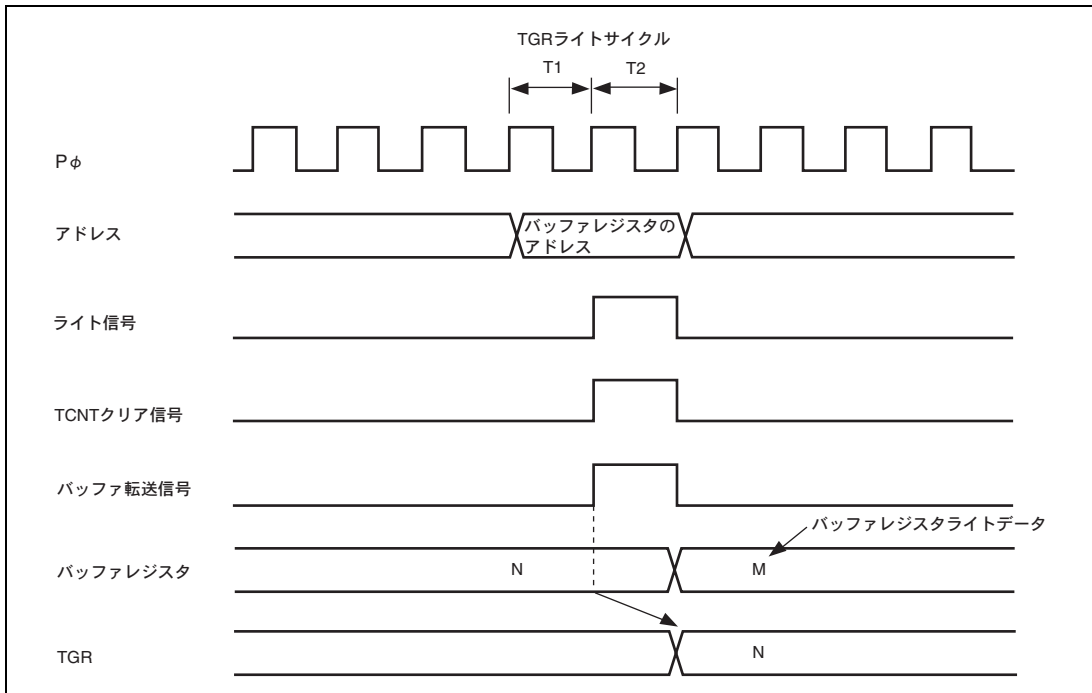 TGRライトサイクル
T1
T2
Pφ
アドレス
バッファレジスタの
アドレス
ライト信号
TCNTクリア信号
バッファ転送信号
バッファレジスタライトデータ
バッファレジスタ
N
M
TGR
N